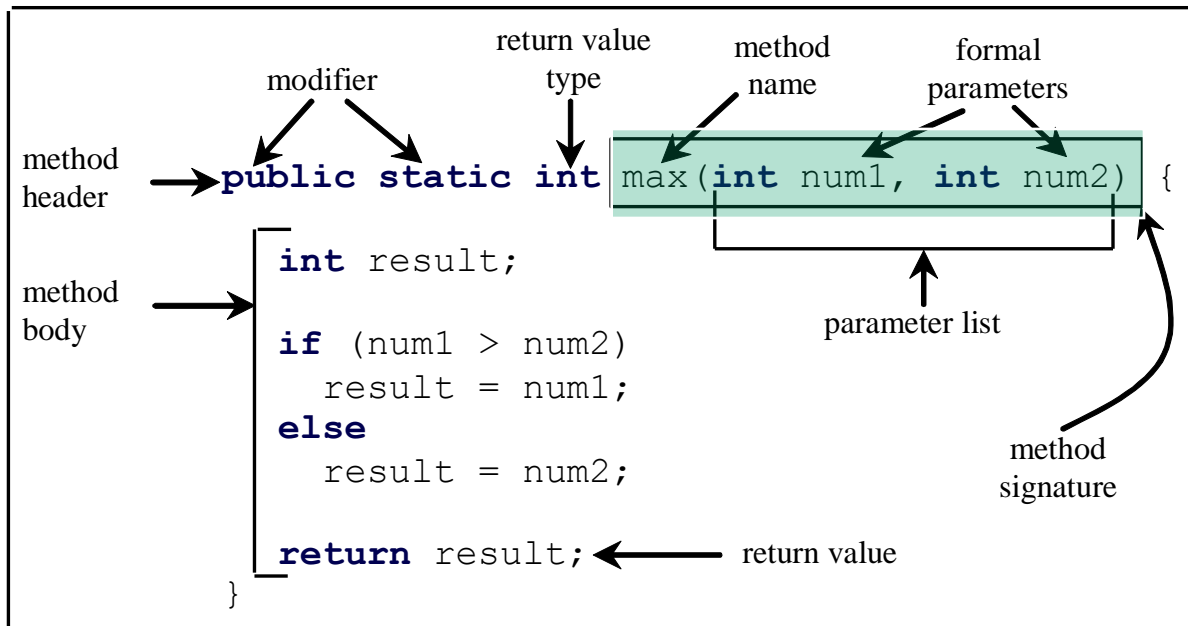 return value
type
method
name
formal
parameters
modifier
method
header
public static int max(int num1, int num2) {
int result;
method
body
parameter list
if (num1 > num2)
result = num1;
else
result = num2;
method
signature
return result;
return value
}